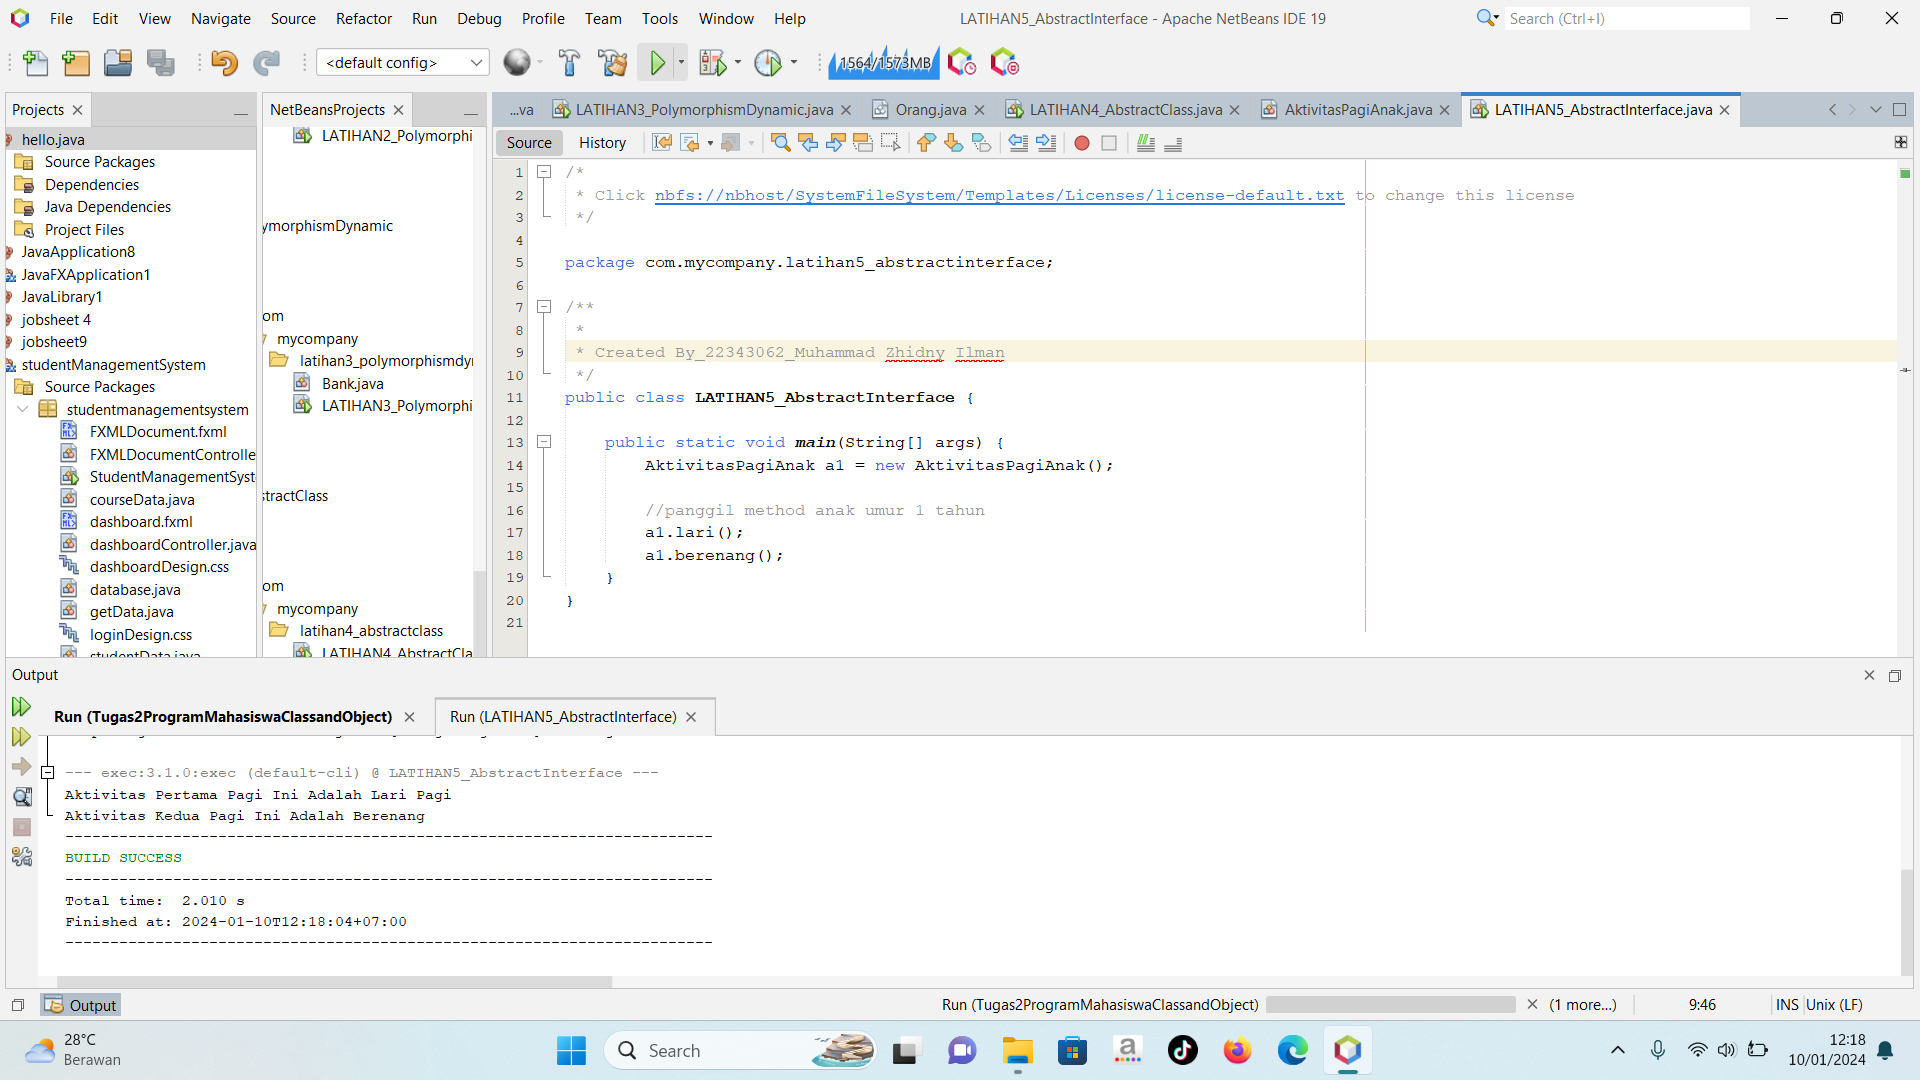 File Edit View Navigate Source Refactor Run Debug Profile Team Tools Window Help
LATIHAN5_AbstractInterface - Apache NetBeans IDE 19
Search (Ctrl+I)
<default config>
1564/1573MB
Projects
hello.java
Source Packages
Dependencies
Java Dependencies
Project Files
JavaApplication8
JavaFXApplication1
JavaLibrary1
jobsheet 4
jobsheet9
studentManagementSystem
Source Packages
studentmanagementsystem
FXMLDocument.fxml
FXMLDocumentControlle
StudentManagementSyst
courseData.java
dashboard.fxml
dashboardController.java
dashboardDesign.css
database.java
getData.java
loginDesign.css
studentData.java
NetBeansProjects
LATIHAN2_Polymorphi
ymorphismDynamic
om
mycompany
latihan3_polymorphismdyn
Bank.java
LATIHAN3_Polymorphi
stractClass
om
mycompany
latihan4_abstractclass
LATIHAN4_AbstractCla
...va LATIHAN3_PolymorphismDynamic.java Orang.java LATIHAN4_AbstractClass.java AktivitasPagiAnak.java LATIHAN5_AbstractInterface.java
Source History
1 /*
2 * Click nbfs://nbhost/SystemFileSystem/Templates/Licenses/license-default.txt to change this license
3 */
4
5 package com.mycompany.latihan5_abstractinterface;
6
7 /**
8 *
9 * Created By_22343062_Muhammad Zhidny Ilman
10 */
11 public class LATIHAN5_AbstractInterface {
12
13 public static void main(String[] args) {
14 AktivitasPagiAnak a1 = new AktivitasPagiAnak();
15
16 //panggil method anak umur 1 tahun
17 a1.lari();
18 a1.berenang();
19 }
20 }
21
Output
Run (Tugas2ProgramMahasiswaClassandObject) Run (LATIHAN5_AbstractInterface)
--- exec:3.1.0:exec (default-cli) @ LATIHAN5_AbstractInterface ---
Aktivitas Pertama Pagi Ini Adalah Lari Pagi
Aktivitas Kedua Pagi Ini Adalah Berenang
------------------------------------------------------------------------
BUILD SUCCESS
------------------------------------------------------------------------
Total time: 2.010 s
Finished at: 2024-01-10T12:18:04+07:00
------------------------------------------------------------------------
Output
Run (Tugas2ProgramMahasiswaClassandObject) (1 more...) 9:46 INS Unix (LF)
28°C
Berawan
Search
12:18
10/01/2024